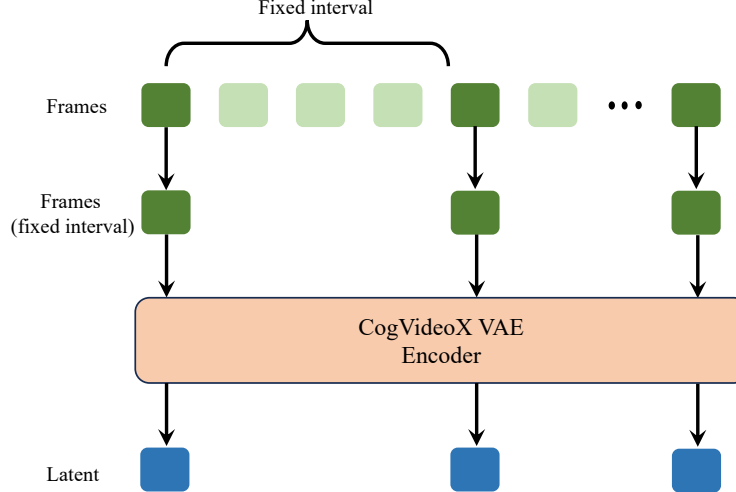 Fixed interval
Frames
Frames
(fixed interval)
CogVideoX VAE
Encoder
Latent